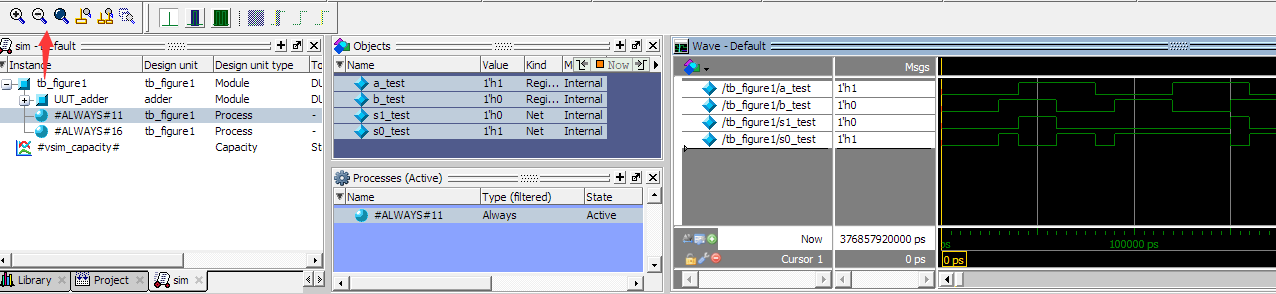 sim - Default
Instance Design unit Design unit type
tb_figure1 tb_figure1 Module DU
UUT_adder adder Module DU
#ALWAYS#11 tb_figure1 Process -
#ALWAYS#16 tb_figure1 Process -
#vsim_capacity# Capacity St
Library Project sim
Objects
Name Value Kind M Now
a_test 1'h1 Regi... Internal
b_test 1'h0 Regi... Internal
s1_test 1'h0 Net Internal
s0_test 1'h1 Net Internal
Processes (Active)
Name Type (filtered) State
#ALWAYS#11 Always Active
Wave - Default
Msgs
/tb_figure1/a_test 1'h1
/tb_figure1/b_test 1'h0
/tb_figure1/s1_test 1'h0
/tb_figure1/s0_test 1'h1
Now 376857920000 ps ps 100000 ps
Cursor 1 0 ps 0 ps